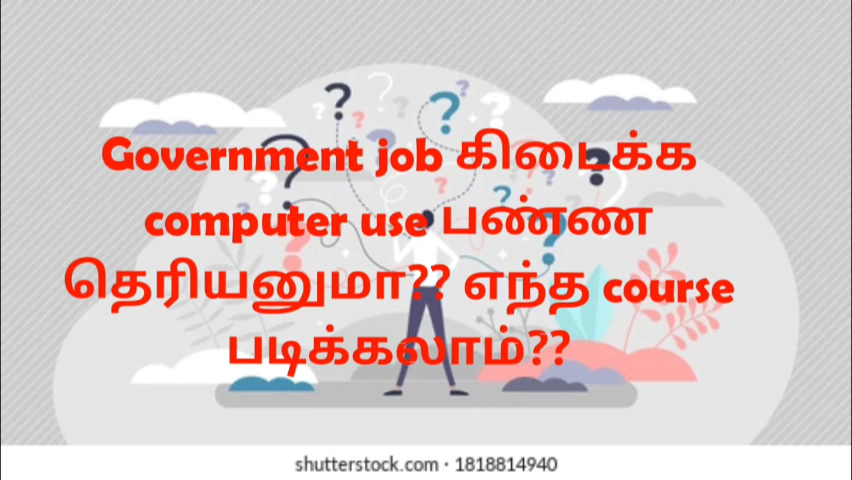 Government job கிடைக்க
computer use பண்ண
தெரியனுமா?? எந்த course
படிக்கலாம்??
shutterstock.com · 1818814940